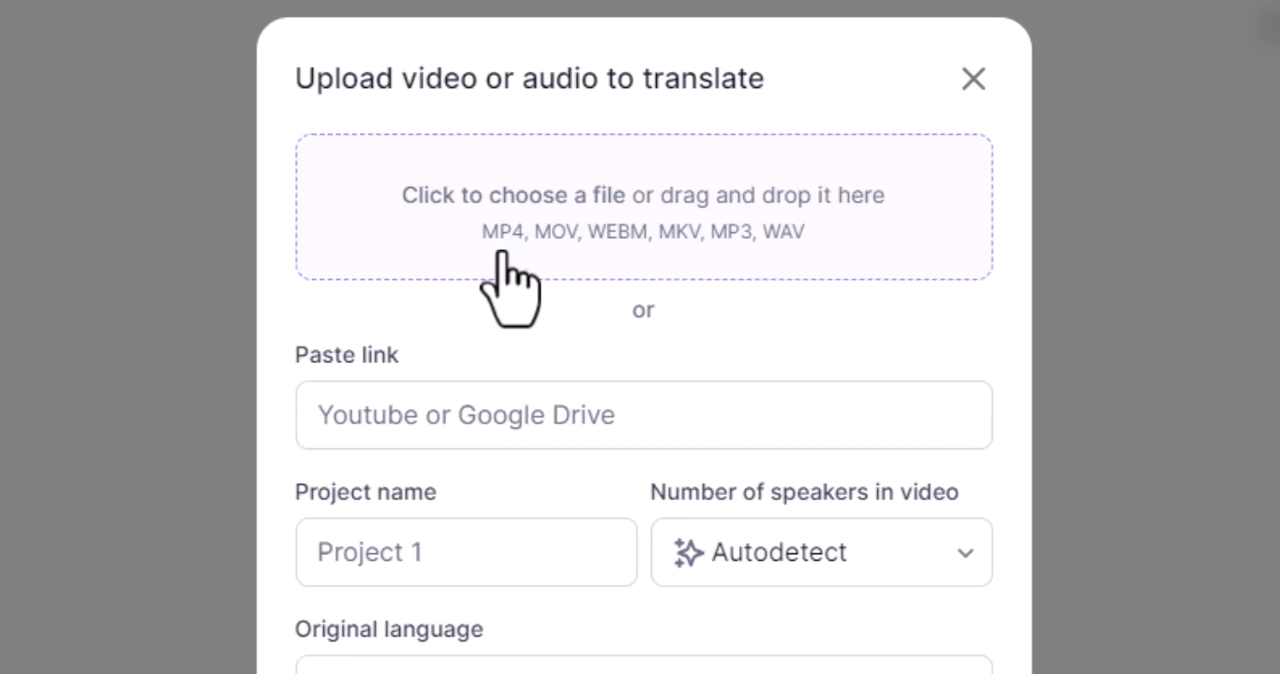 Upload video or audio to translate
Click to choose a file or drag and drop it here
MP4, MOV, WEBM, MKV, MP3, WAV
or
Paste link
Youtube or Google Drive
Project name
Number of speakers in video
Project 1
Autodetect
Original language